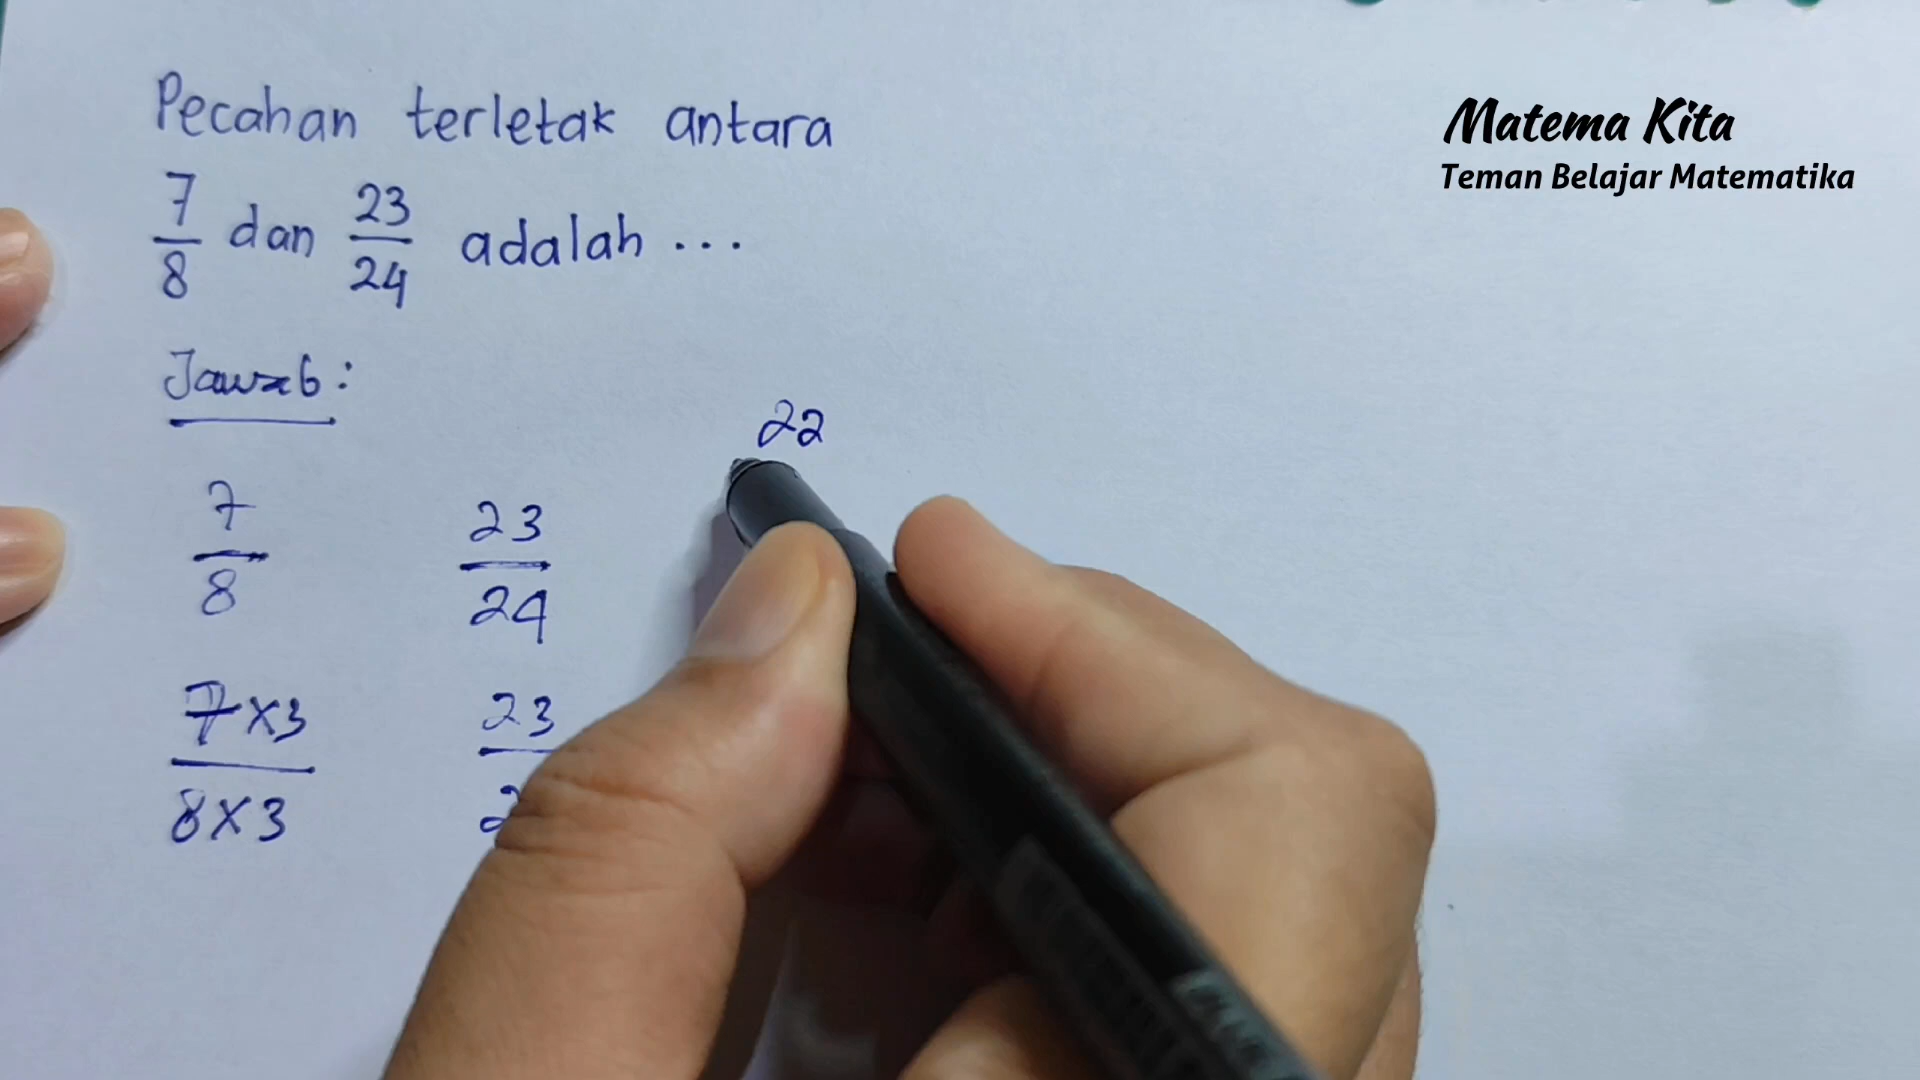 Pecahan terletak antara
7/8 dan 23/24 adalah ...
Jawab:
22
7/8 23/24
7x3/8x3 23/2
Matema Kita
Teman Belajar Matematika